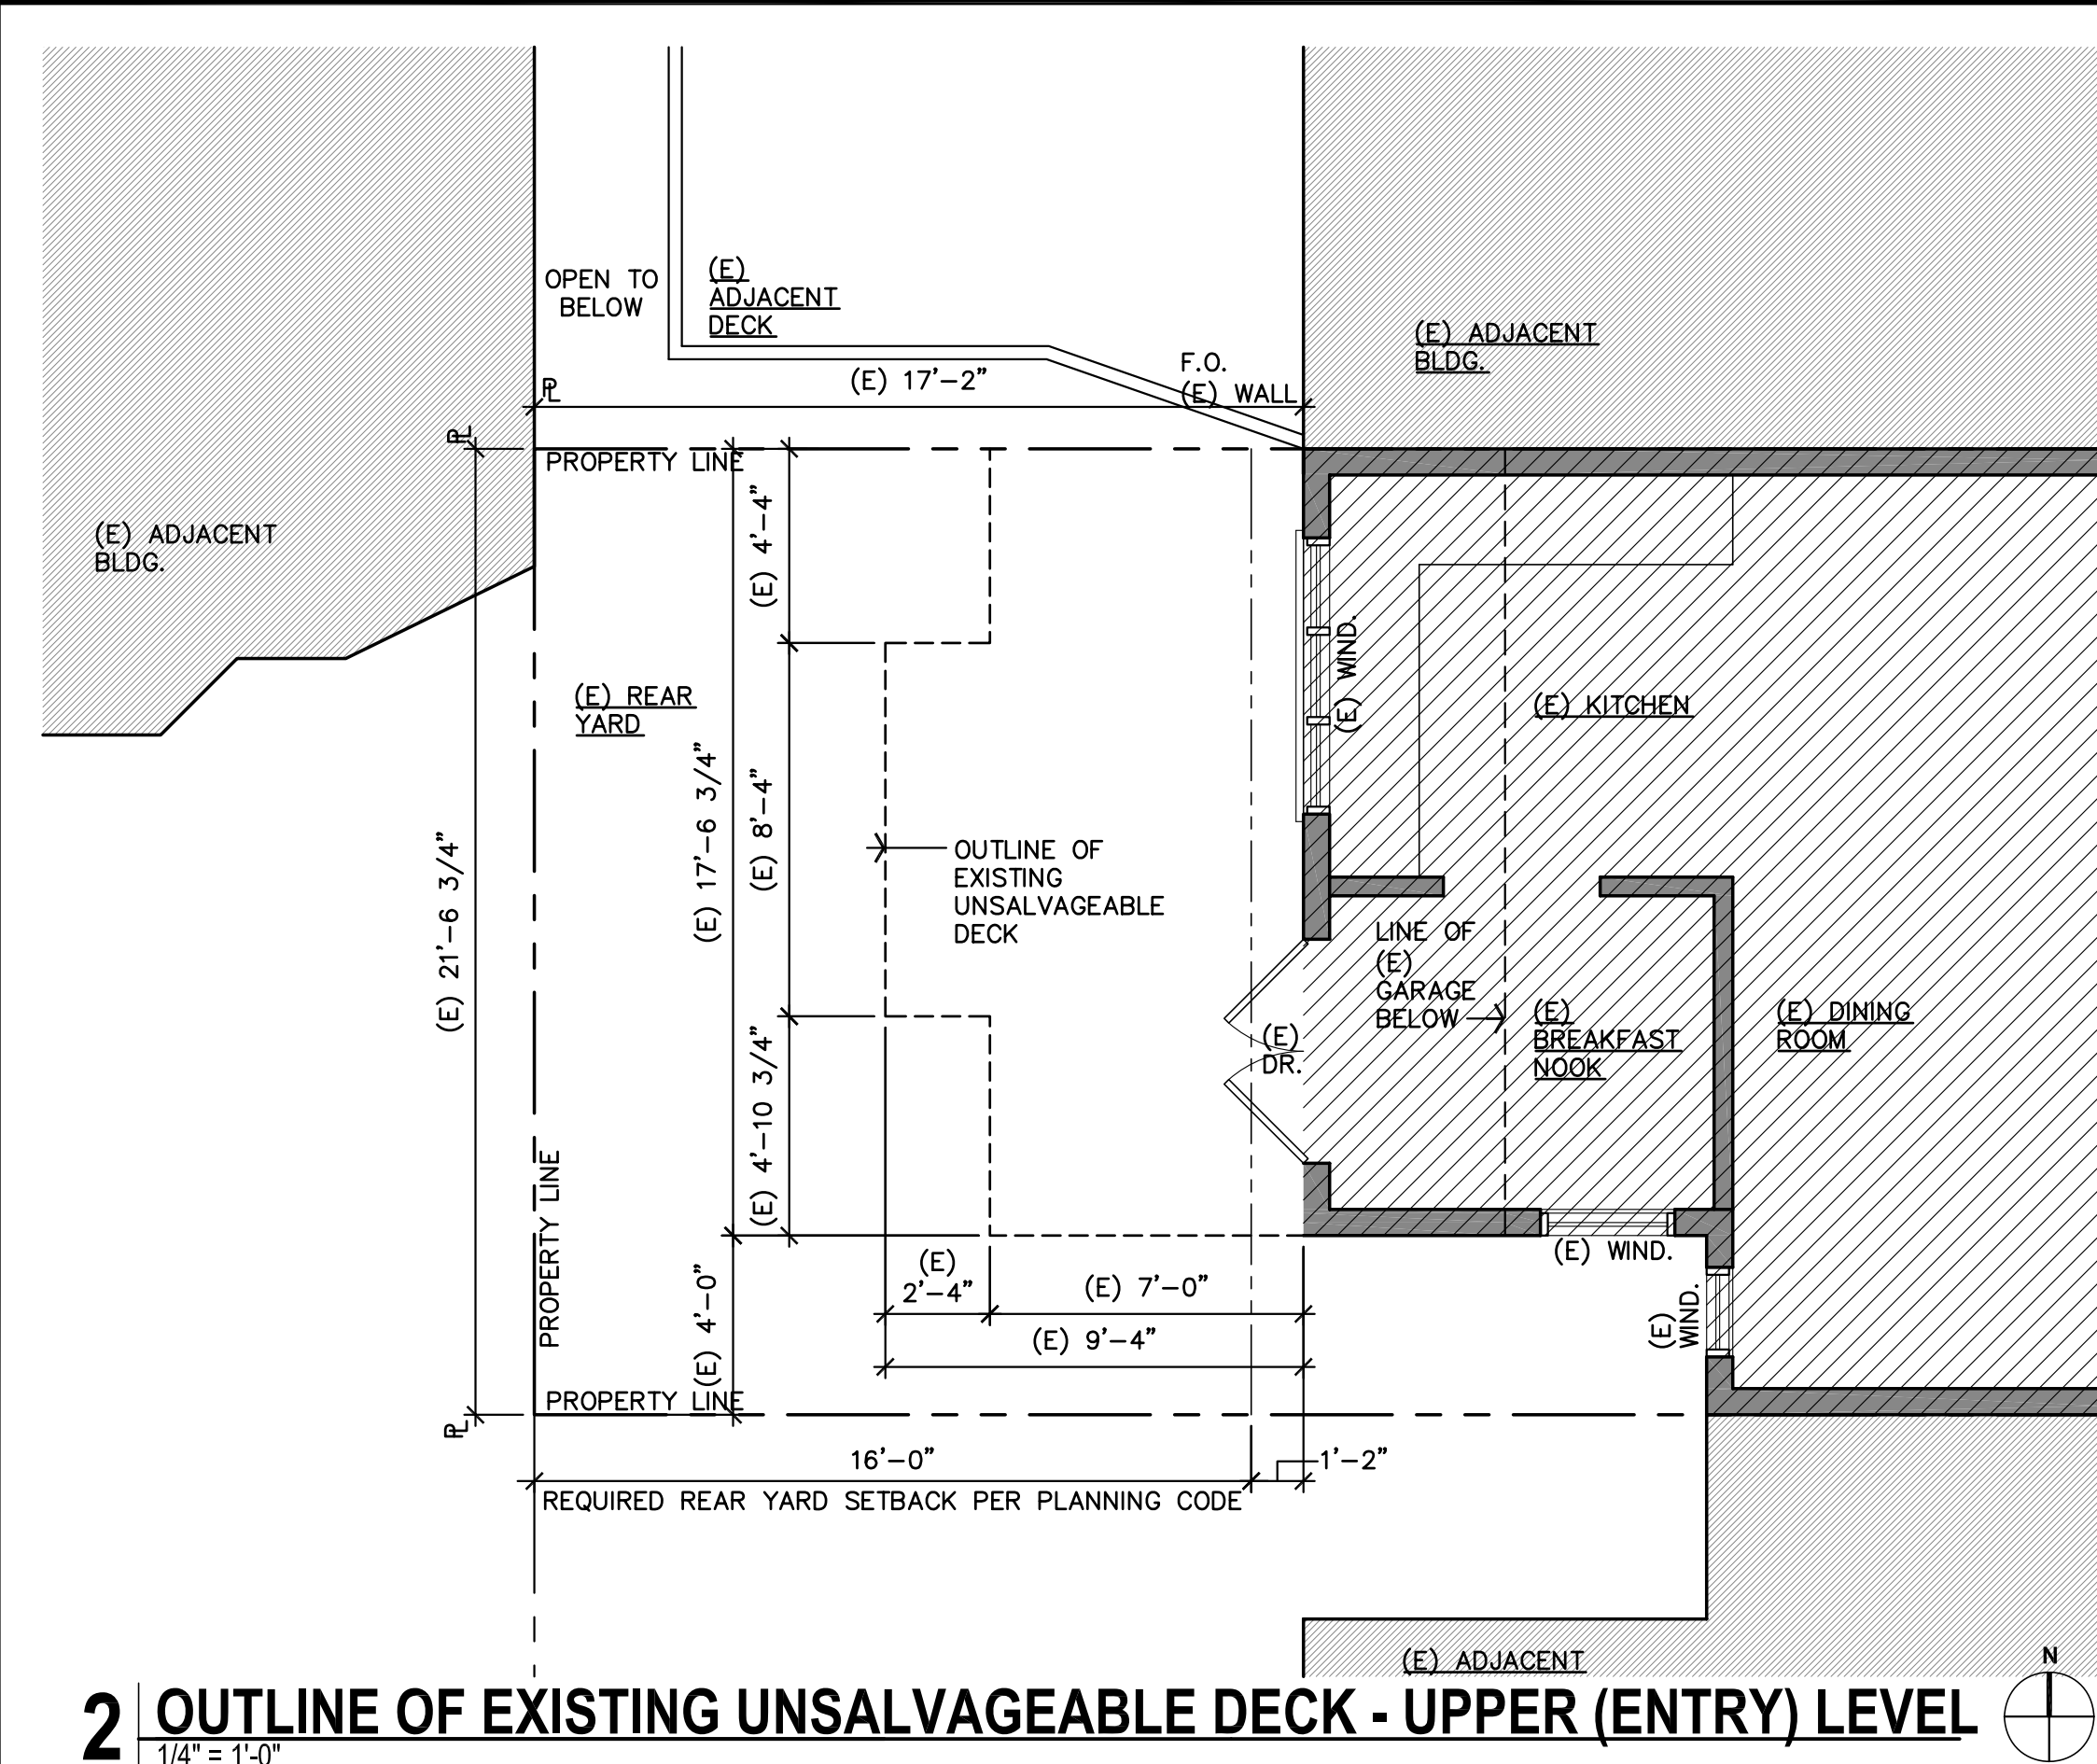 OPEN TO
BELOW
(E)
ADJACENT
DECK
(E) ADJACENT
BLDG.
F.O.
(E) WALL
(E) 17'-2"
PL
PL
PROPERTY LINE
(E) ADJACENT
BLDG.
(E) 4'-4"
(E) REAR
YARD
(E) WIND.
(E) KITCHEN
(E) 21'-6 3/4"
(E) 17'-6 3/4"
(E) 8'-4"
OUTLINE OF
EXISTING
UNSALVAGEABLE
DECK
LINE OF
(E)
GARAGE
BELOW
(E)
DR.
(E)
BREAKFAST
NOOK
(E) DINING
ROOM
(E) 4'-10 3/4"
PROPERTY LINE
(E)
2'-4"
(E) 7'-0"
(E) 9'-4"
(E) 4'-0"
(E) WIND.
(E)
WIND.
PROPERTY LINE
PL
16'-0"
1'-2"
REQUIRED REAR YARD SETBACK PER PLANNING CODE
(E) ADJACENT
N
2
OUTLINE OF EXISTING UNSALVAGEABLE DECK - UPPER (ENTRY) LEVEL
1/4" = 1'-0"